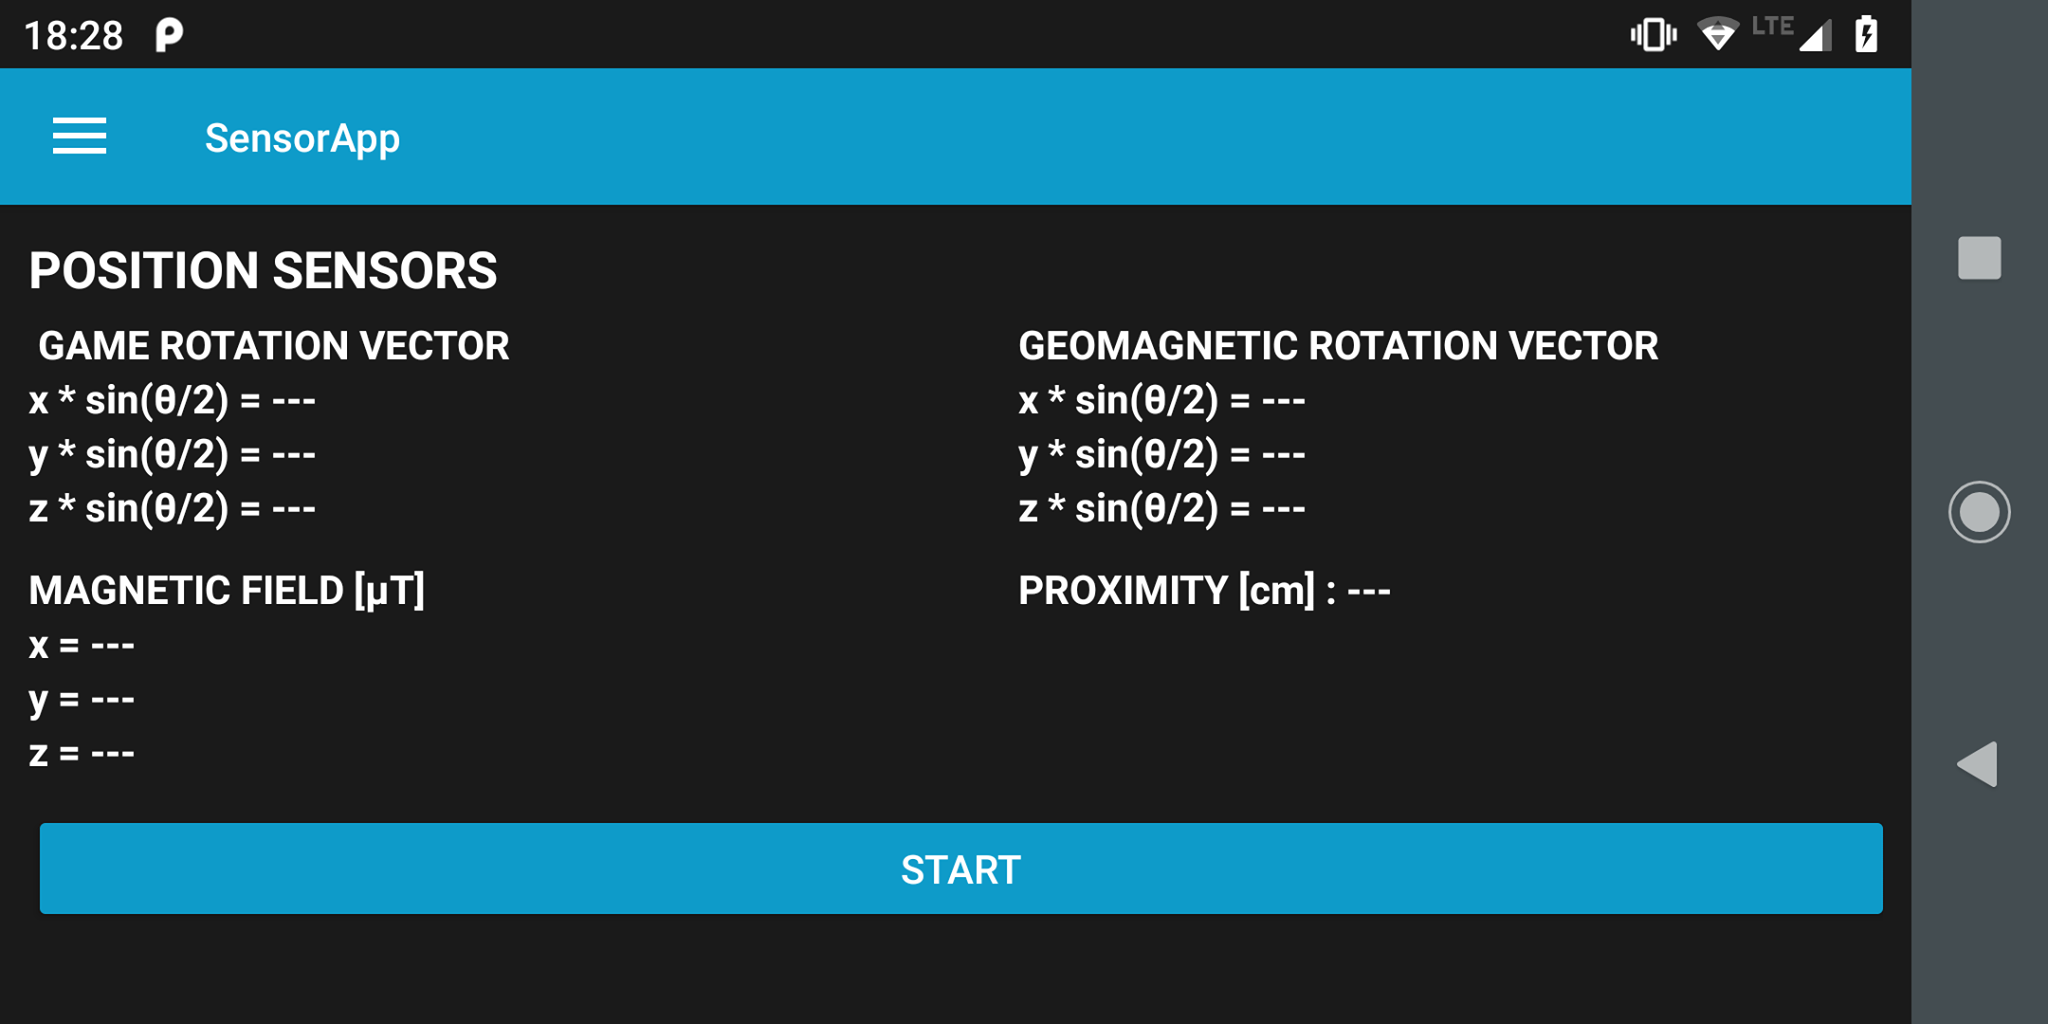 18:28
LTE
SensorApp
POSITION SENSORS
GAME ROTATION VECTOR
x * sin(θ/2) = ---
y * sin(θ/2) = ---
z * sin(θ/2) = ---
GEOMAGNETIC ROTATION VECTOR
x * sin(θ/2) = ---
y * sin(θ/2) = ---
z * sin(θ/2) = ---
MAGNETIC FIELD [µT]
x = ---
y = ---
z = ---
PROXIMITY [cm] : ---
START